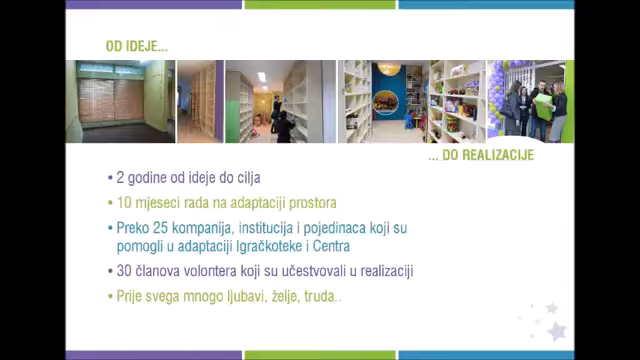 OD IDEJE...
... DO REALIZACIJE
• 2 godine od ideje do cilja
• 10 mjeseci rada na adaptaciji prostora
• Preko 25 kompanija, institucija i pojedinaca koji su
pomogli u adaptaciji Igračkoteke i Centra
• 30 članova volontera koji su učestvovali u realizaciji
• Prije svega mnogo ljubavi, želje, truda..